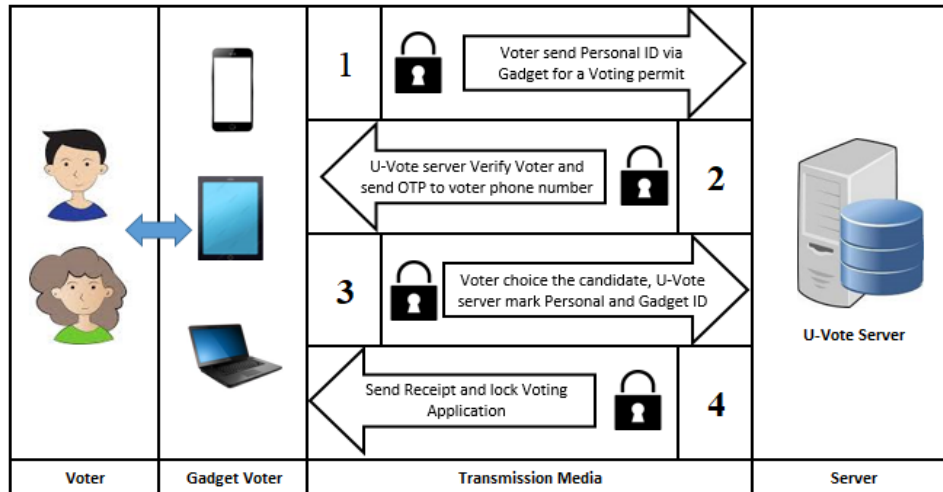 1
Voter send Personal ID via
Gadget for a Voting permit
U-Vote server Verify Voter and
send OTP to voter phone number
2
3
Voter choice the candidate, U-Vote
server mark Personal and Gadget ID
U-Vote Server
Send Receipt and lock Voting
Application
4
Voter
Gadget Voter
Transmission Media
Server